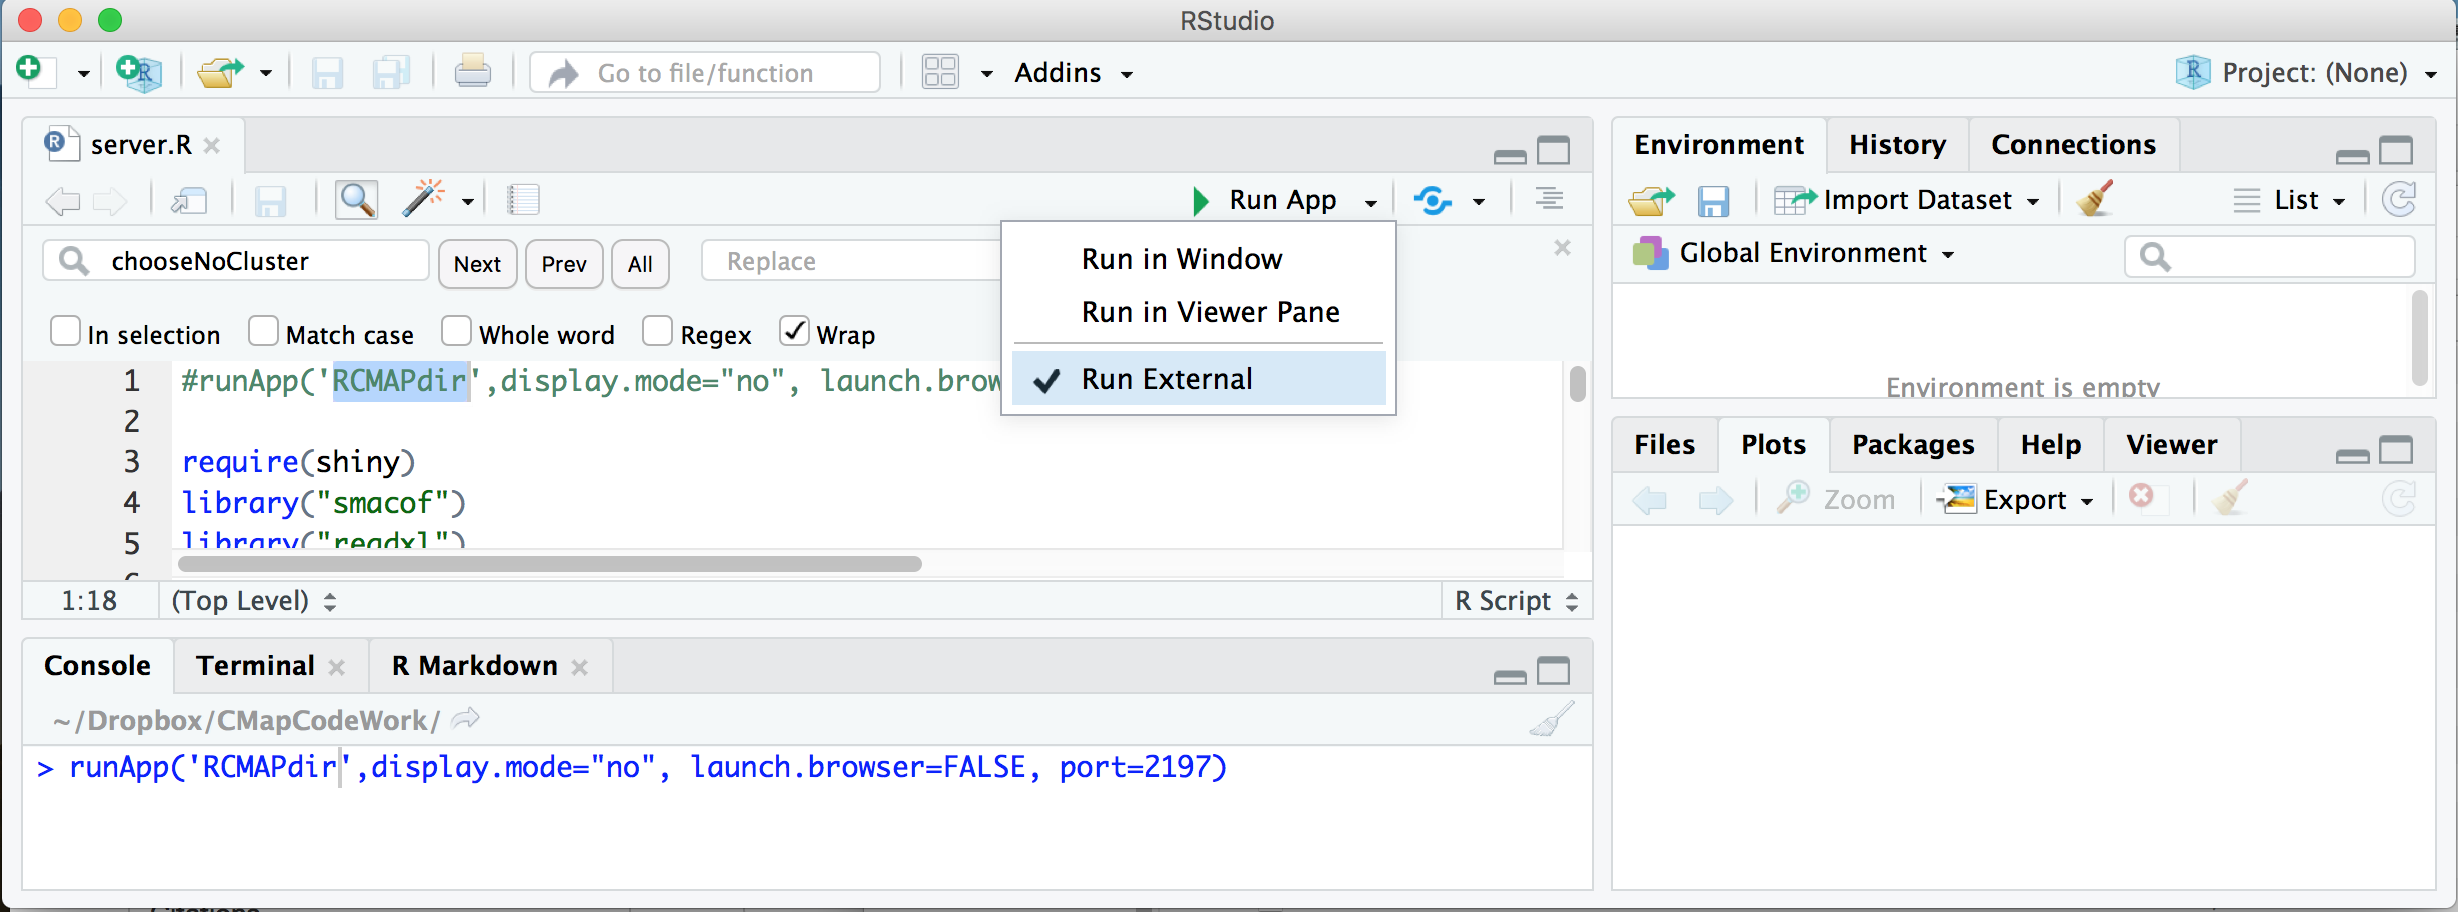 RStudio
Go to file/function
Addins
Project: (None)
server.R
Run App
chooseNoCluster
Next
Prev
All
Replace
Run in Window
Run in Viewer Pane
Run External
In selection
Match case
Whole word
Regex
Wrap
1 #runApp('RCMAPdir',display.mode="no", launch.brow
2
3 require(shiny)
4 library("smacof")
5 library("readxl")
1:18
(Top Level)
R Script
Console
Terminal
R Markdown
~/Dropbox/CMapCodeWork/
> runApp('RCMAPdir',display.mode="no", launch.browser=FALSE, port=2197)
Environment
History
Connections
Import Dataset
List
Global Environment
Environment is empty
Files
Plots
Packages
Help
Viewer
Zoom
Export